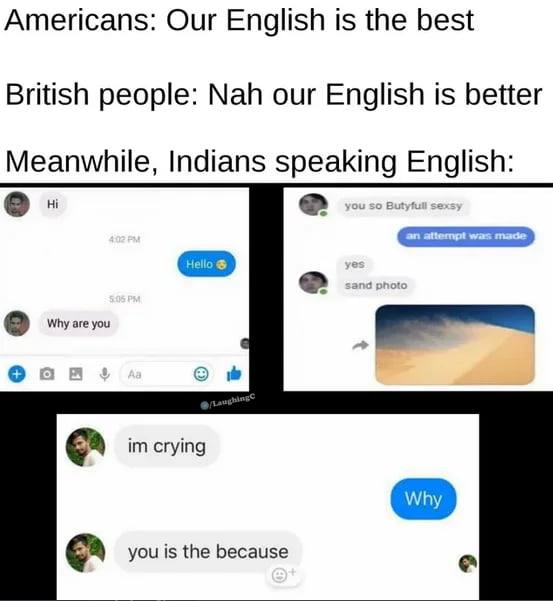 Americans: Our English is the best
British people: Nah our English is better
Meanwhile, Indians speaking English:
Hi
4:02 PM
Hello
5:05 PM
Why are you
Aa
you so Butyfull sexsy
an attempt was made
yes
sand photo
/LaughingC
im crying
Why
you is the because